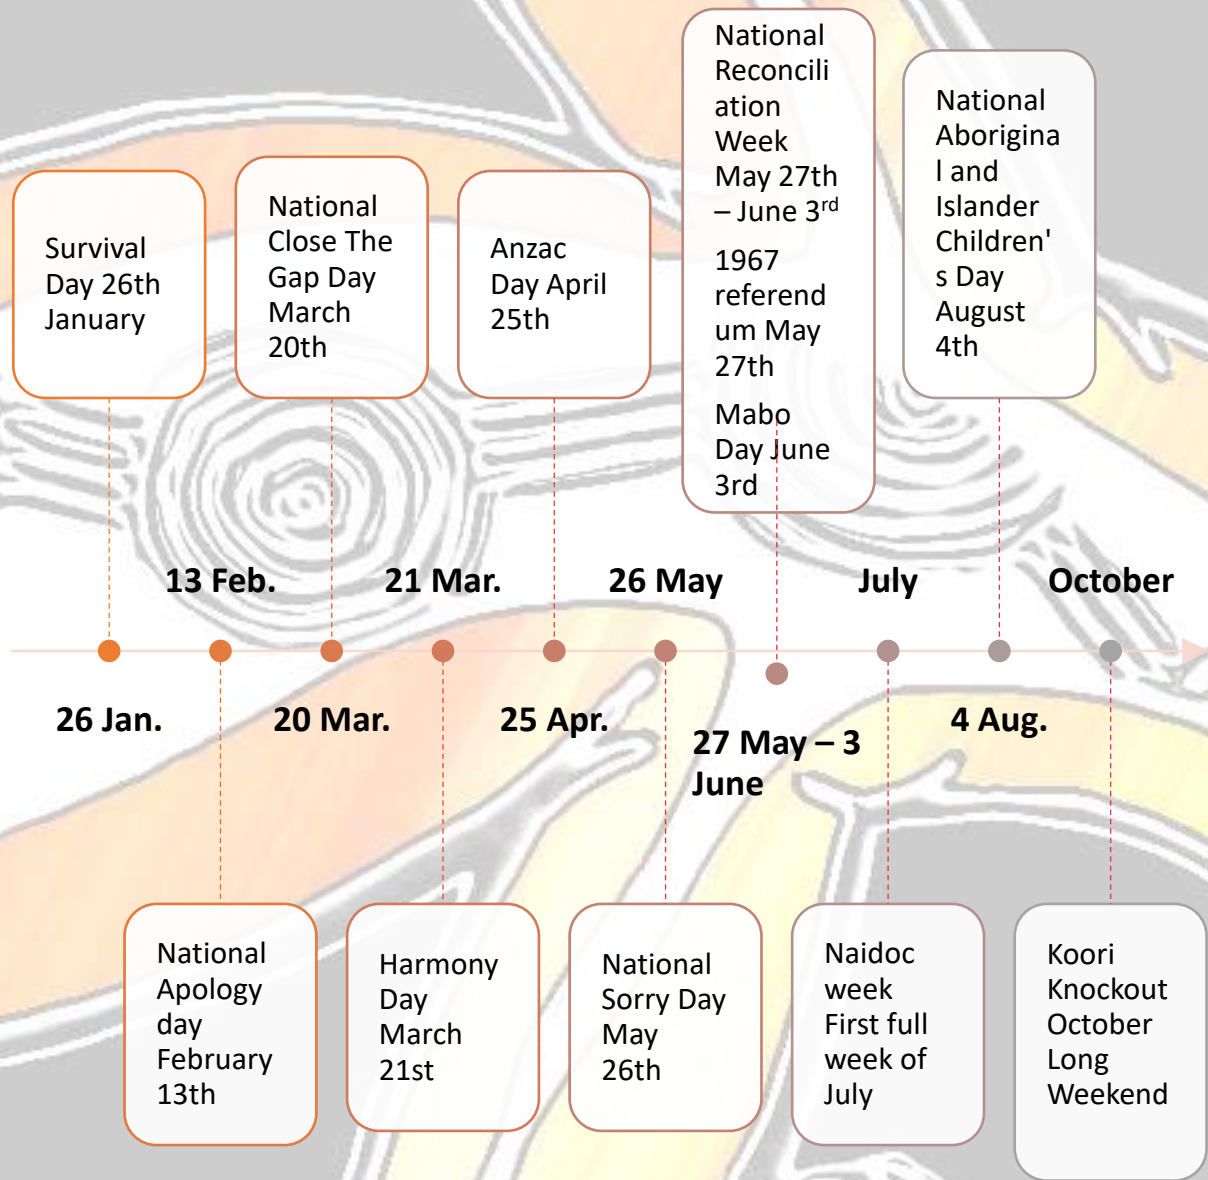 National
Reconcili
ation
Week
May 27th
– June 3rd
1967
referend
um May
27th
Mabo
Day June
3rd
National
Aborigina
l and
Islander
Children'
s Day
August
4th
Survival
Day 26th
January
National
Close The
Gap Day
March
20th
Anzac
Day April
25th
13 Feb.
21 Mar.
26 May
July
October
26 Jan.
20 Mar.
25 Apr.
27 May – 3
June
4 Aug.
National
Apology
day
February
13th
Harmony
Day
March
21st
National
Sorry Day
May
26th
Naidoc
week
First full
week of
July
Koori
Knockout
October
Long
Weekend